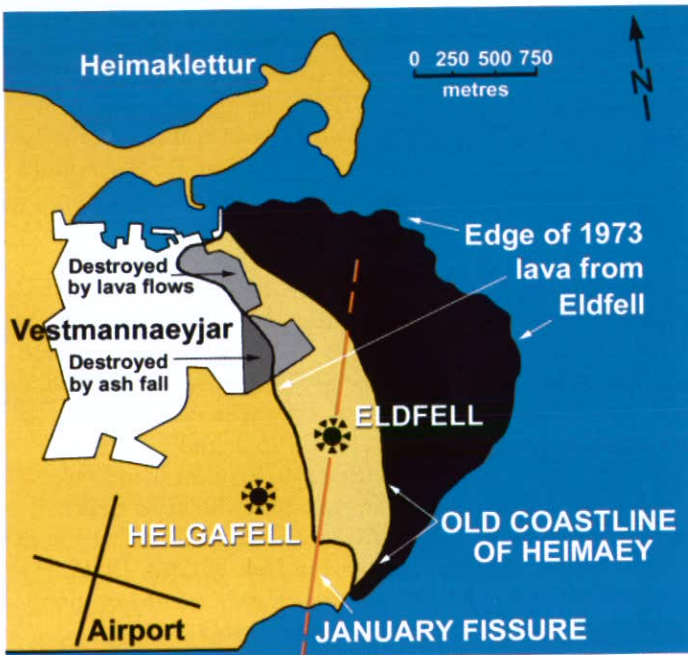 Heimaklettur
0 250 500 750
metres
N
Edge of 1973
lava from
Eldfell
Destroyed
by lava flows
Vestmannaeyjar
Destroyed
by ash fall
ELDFELL
HELGAFELL
OLD COASTLINE
OF HEIMAEY
Airport
JANUARY FISSURE